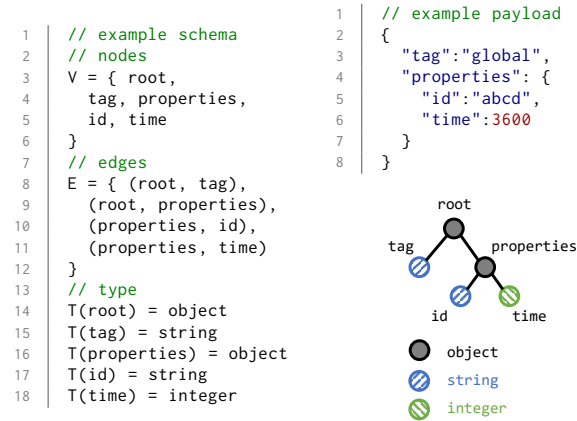 1 // example schema
2 // nodes
3 V = { root,
4 tag, properties,
5 id, time
6 }
7 // edges
8 E = { (root, tag),
9 (root, properties),
10 (properties, id),
11 (properties, time)
12 }
13 // type
14 T(root) = object
15 T(tag) = string
16 T(properties) = object
17 T(id) = string
18 T(time) = integer
1 // example payload
2 {
3 "tag":"global",
4 "properties": {
5 "id":"abcd",
6 "time":3600
7 }
8 }
root
tag properties
id time
object
string
integer